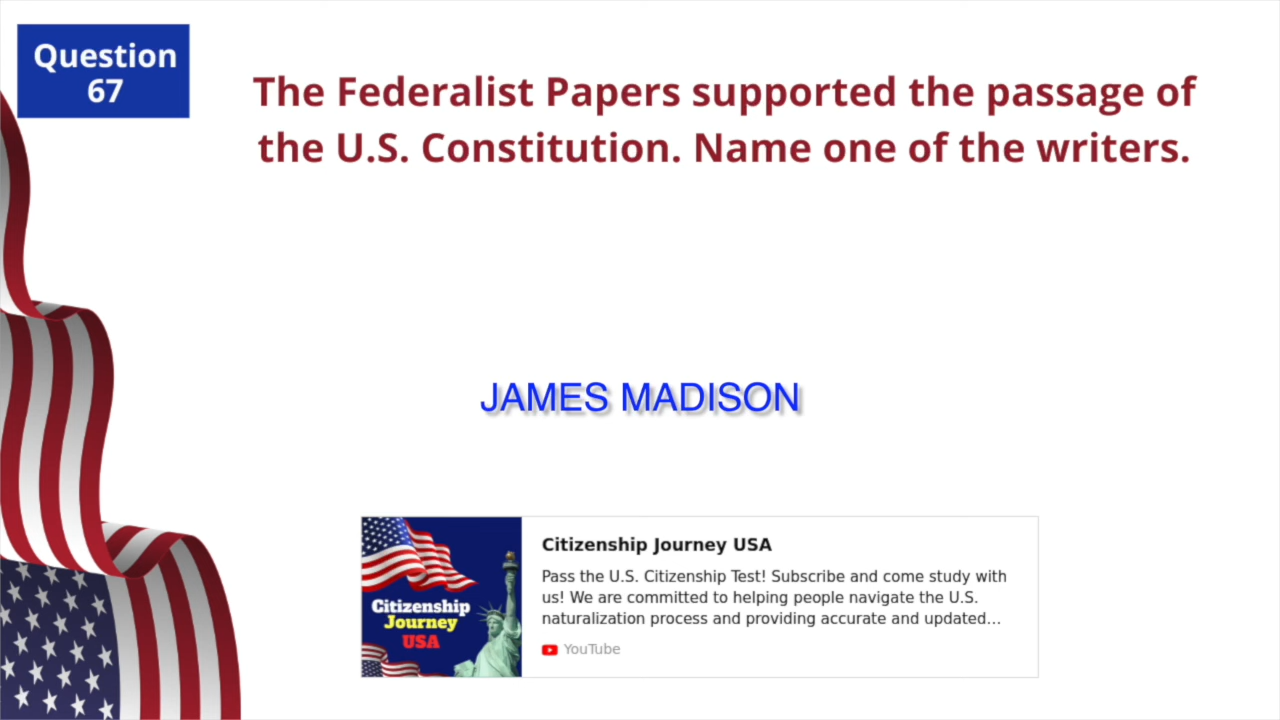 Question
67
The Federalist Papers supported the passage of
the U.S. Constitution. Name one of the writers.
JAMES MADISON
Citizenship
Journey
USA
Citizenship Journey USA
Pass the U.S. Citizenship Test! Subscribe and come study with
us! We are committed to helping people navigate the U.S.
naturalization process and providing accurate and updated...
YouTube